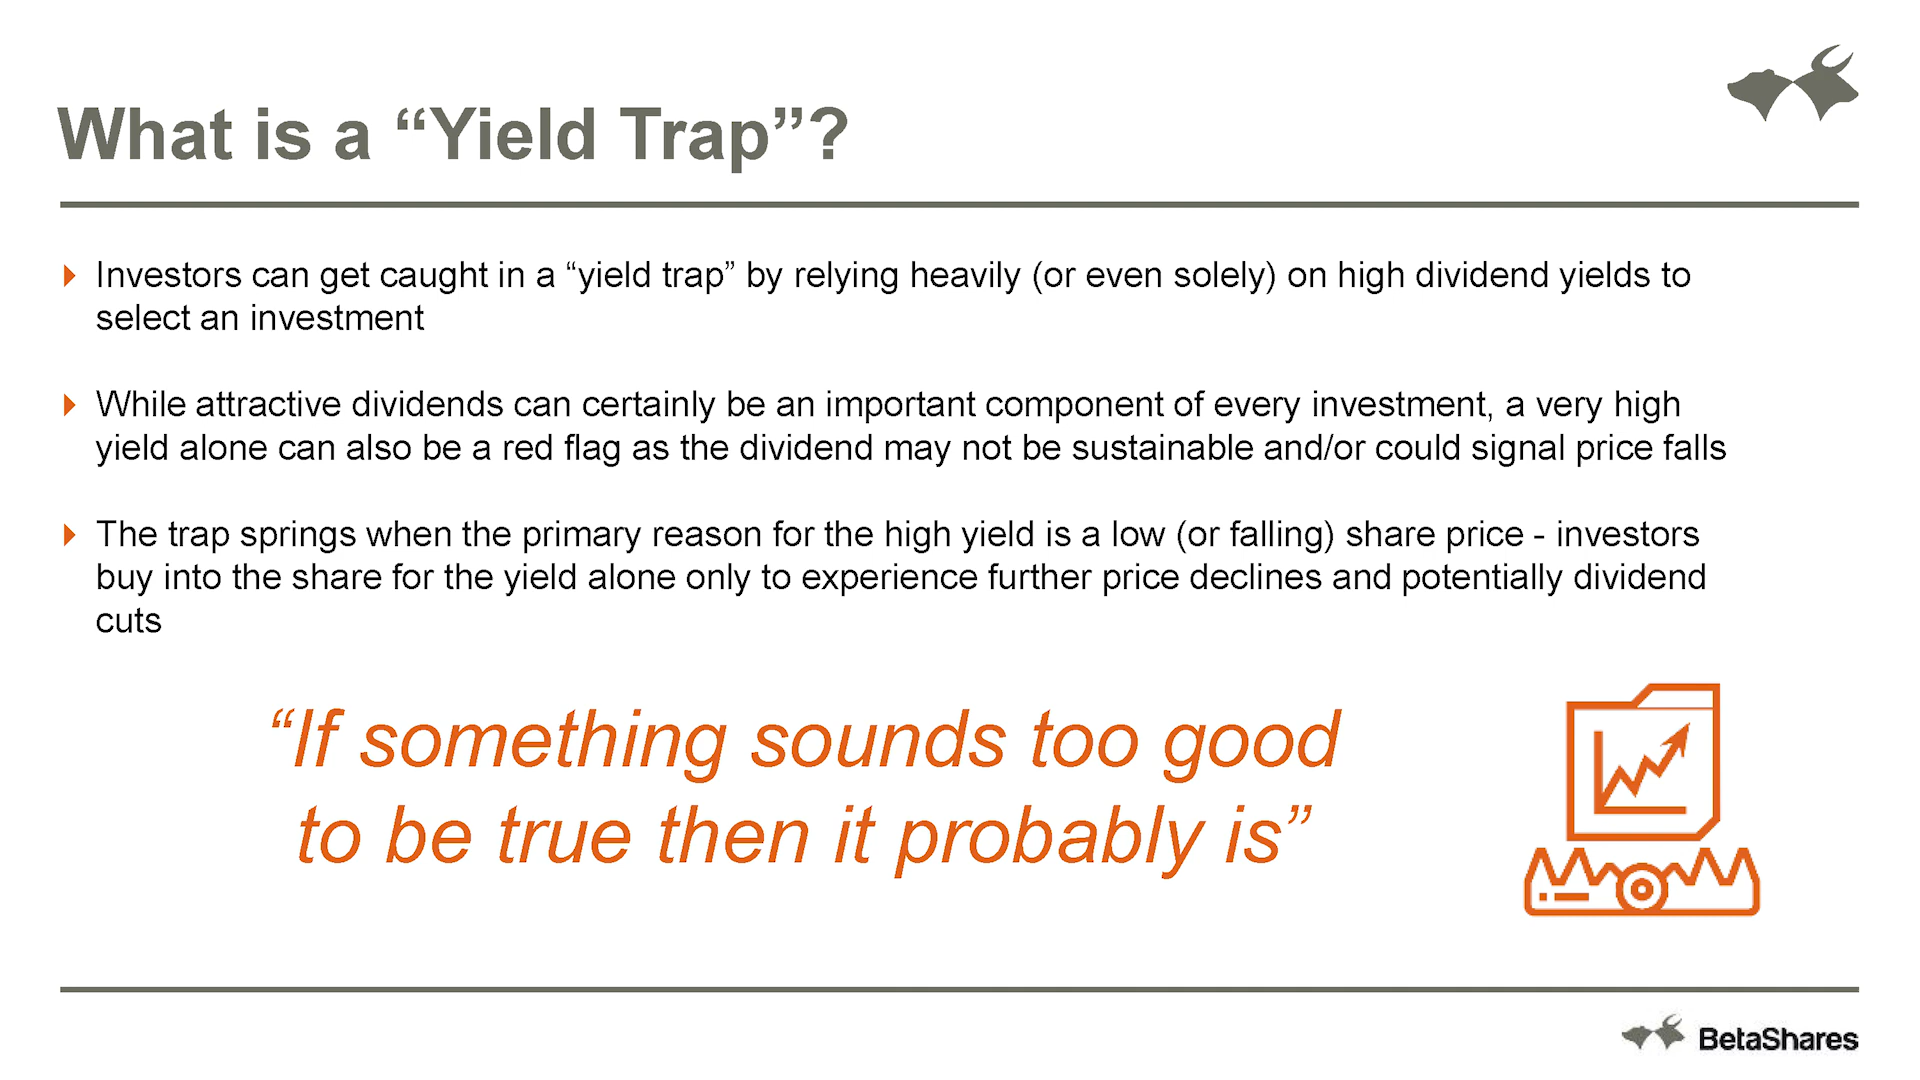 What is a “Yield Trap”?
Investors can get caught in a “yield trap” by relying heavily (or even solely) on high dividend yields to
select an investment
While attractive dividends can certainly be an important component of every investment, a very high
yield alone can also be a red flag as the dividend may not be sustainable and/or could signal price falls
The trap springs when the primary reason for the high yield is a low (or falling) share price - investors
buy into the share for the yield alone only to experience further price declines and potentially dividend
cuts
“If something sounds too good
to be true then it probably is”
BetaShares